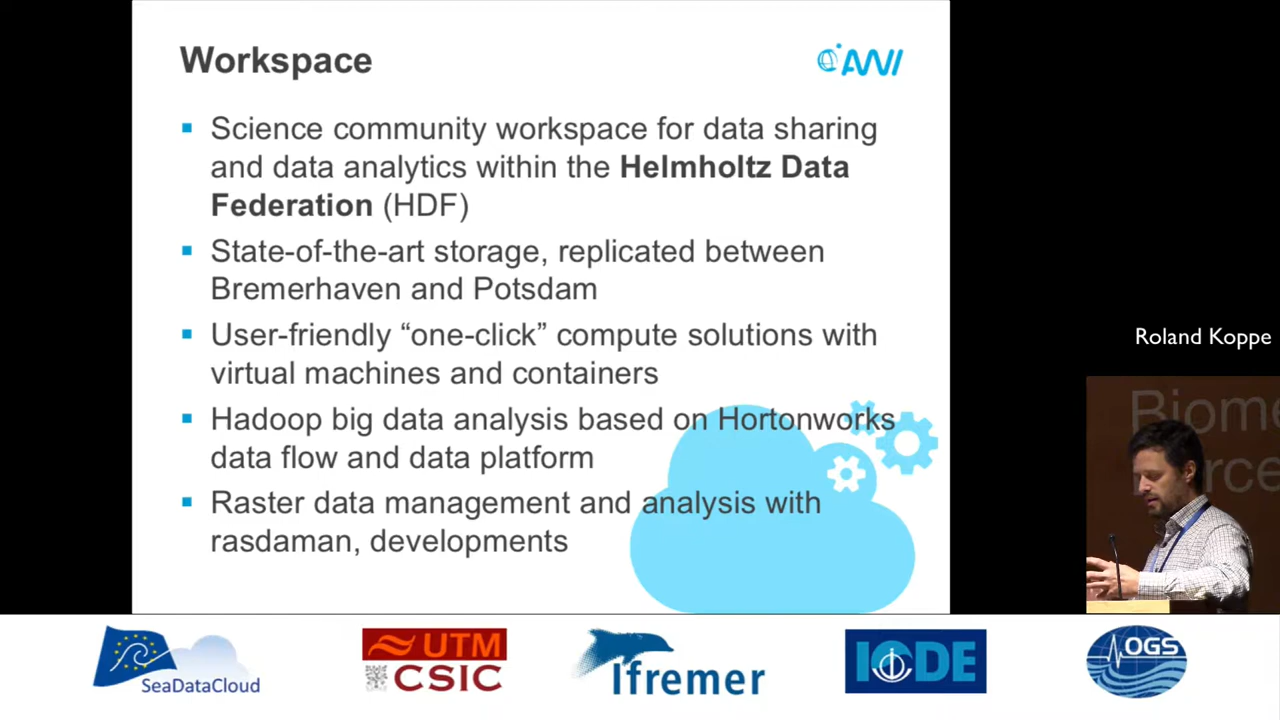 Workspace
AWI
Science community workspace for data sharing
and data analytics within the Helmholtz Data
Federation (HDF)
State-of-the-art storage, replicated between
Bremerhaven and Potsdam
User-friendly “one-click” compute solutions with
virtual machines and containers
Hadoop big data analysis based on Hortonworks
data flow and data platform
Raster data management and analysis with
rasdaman, developments
Roland Koppe
SeaDataCloud
UTM
CSIC
Ifremer
IODE
OGS